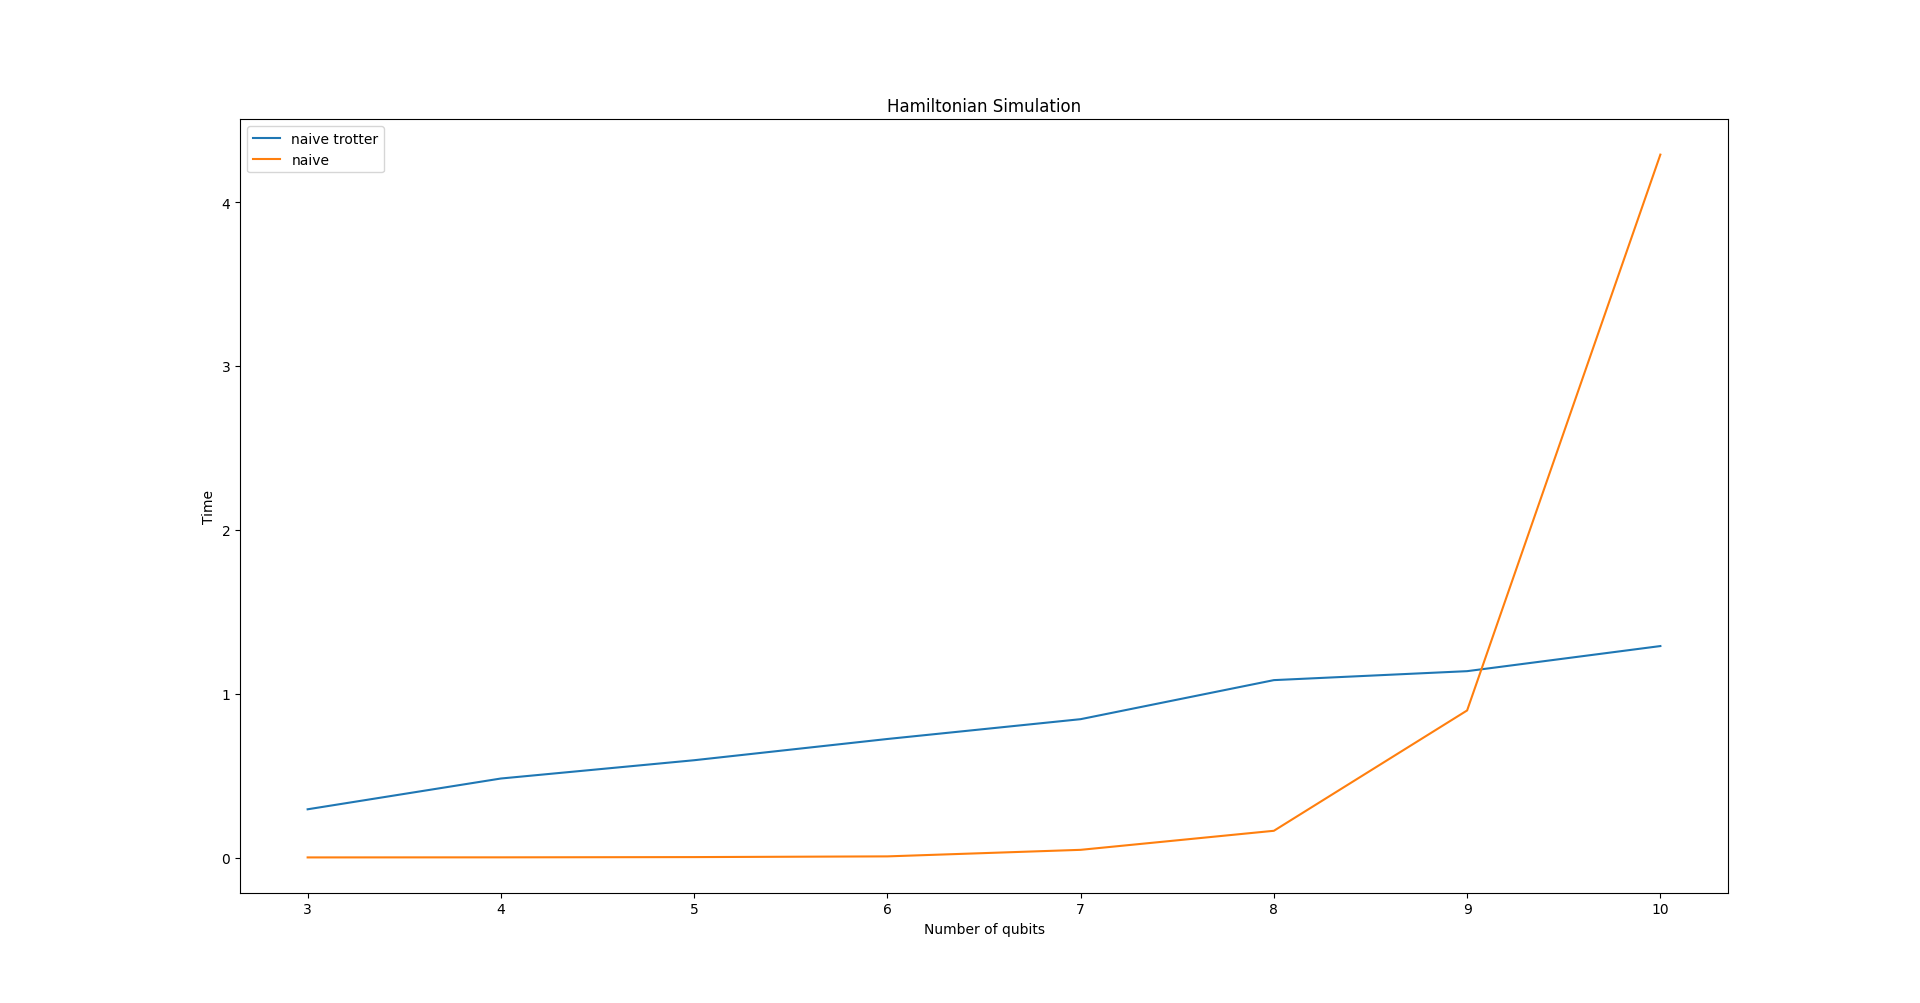 Hamiltonian Simulation
naive trotter
naive
4
3
2
1
0
Time
3 4 5 6 7 8 9 10
Number of qubits